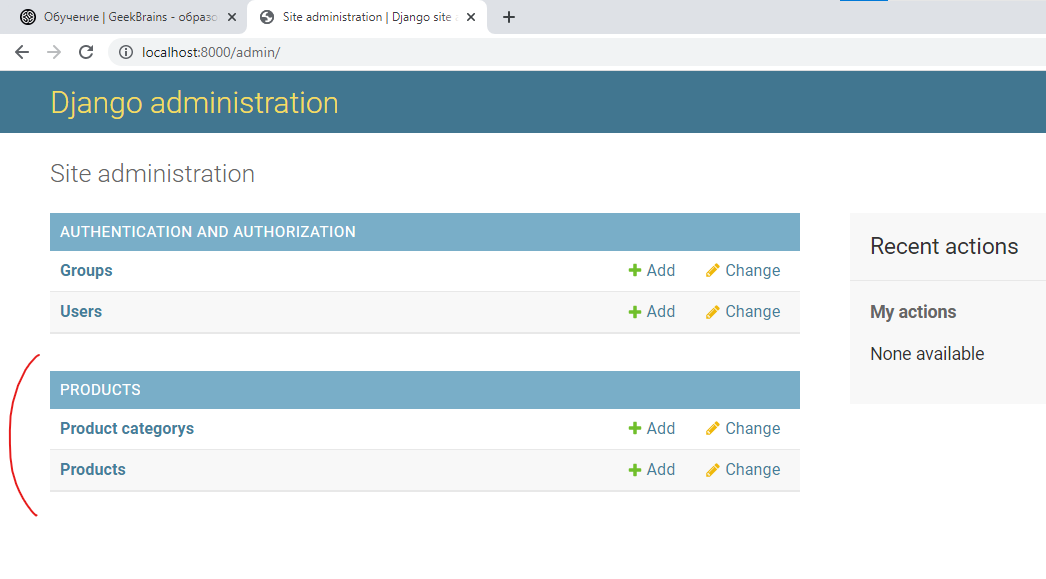 Обучение | GeekBrains - образо
Site administration | Django site
localhost:8000/admin/
Django administration
Site administration
AUTHENTICATION AND AUTHORIZATION
Groups Add Change
Users Add Change
PRODUCTS
Product categorys Add Change
Products Add Change
Recent actions
My actions
None available